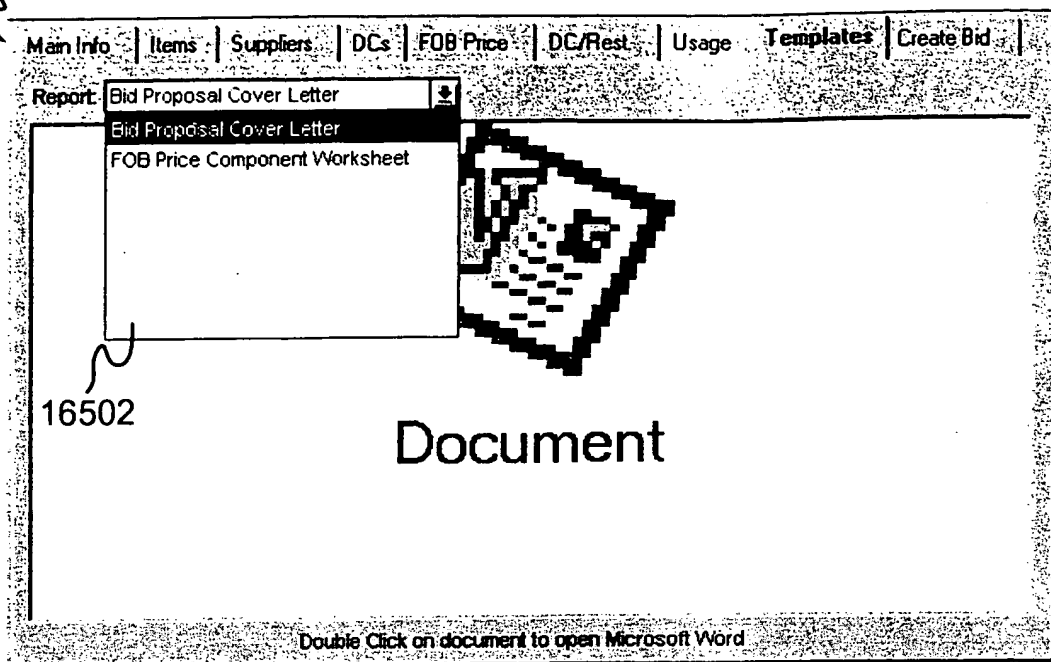 Main Info Items Suppliers DCs FOB Price DC/Rest. Usage Templates Create Bid
Report: Bid Proposal Cover Letter
Bid Proposal Cover Letter
FOB Price Component Worksheet
16502
Document
Double Click on document to open Microsoft Word